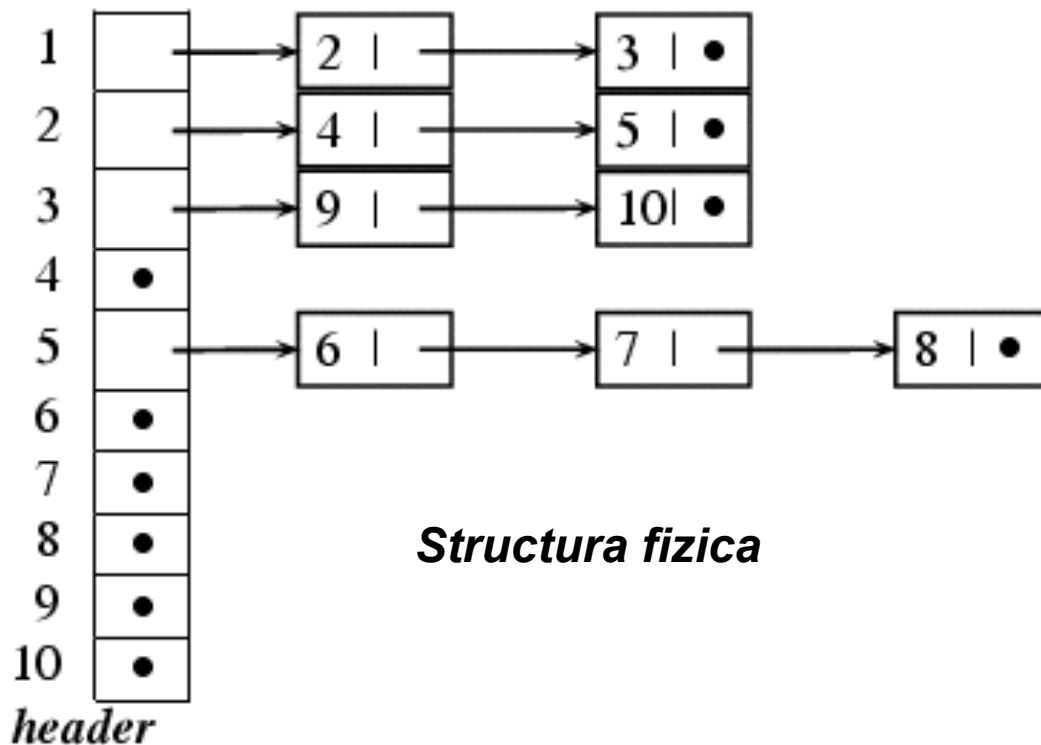 1 2 | 3 |
2 4 | 5 |
3 9 | 10|
4
5 6 | 7 | 8 |
6
7
8
9
10
Structura fizica
header